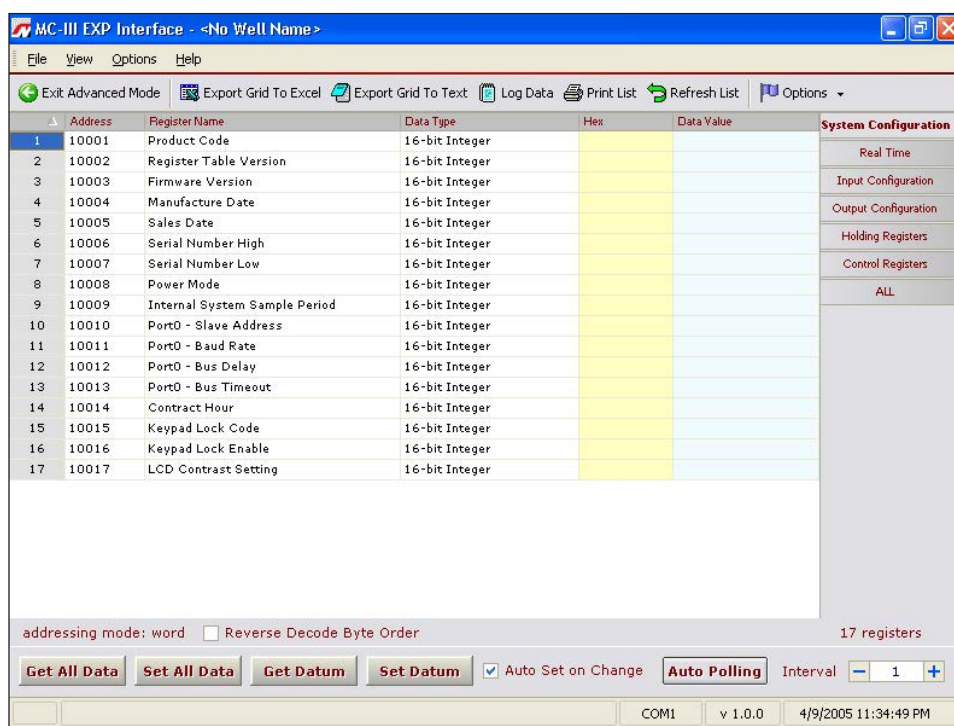 MC-III EXP Interface - <No Well Name>
File View Options Help
Exit Advanced Mode Export Grid To Excel Export Grid To Text Log Data Print List Refresh List Options
Address Register Name Data Type Hex Data Value System Configuration
1 10001 Product Code 16-bit Integer
Real Time
2 10002 Register Table Version 16-bit Integer
3 10003 Firmware Version 16-bit Integer Input Configuration
4 10004 Manufacture Date 16-bit Integer
Output Configuration
5 10005 Sales Date 16-bit Integer
6 10006 Serial Number High 16-bit Integer Holding Registers
7 10007 Serial Number Low 16-bit Integer Control Registers
8 10008 Power Mode 16-bit Integer
ALL
9 10009 Internal System Sample Period 16-bit Integer
10 10010 Port0 - Slave Address 16-bit Integer
11 10011 Port0 - Baud Rate 16-bit Integer
12 10012 Port0 - Bus Delay 16-bit Integer
13 10013 Port0 - Bus Timeout 16-bit Integer
14 10014 Contract Hour 16-bit Integer
15 10015 Keypad Lock Code 16-bit Integer
16 10016 Keypad Lock Enable 16-bit Integer
17 10017 LCD Contrast Setting 16-bit Integer
addressing mode: word Reverse Decode Byte Order 17 registers
Get All Data Set All Data Get Datum Set Datum Auto Set on Change Auto Polling Interval 1
COM1 v 1.0.0 4/9/2005 11:34:49 PM